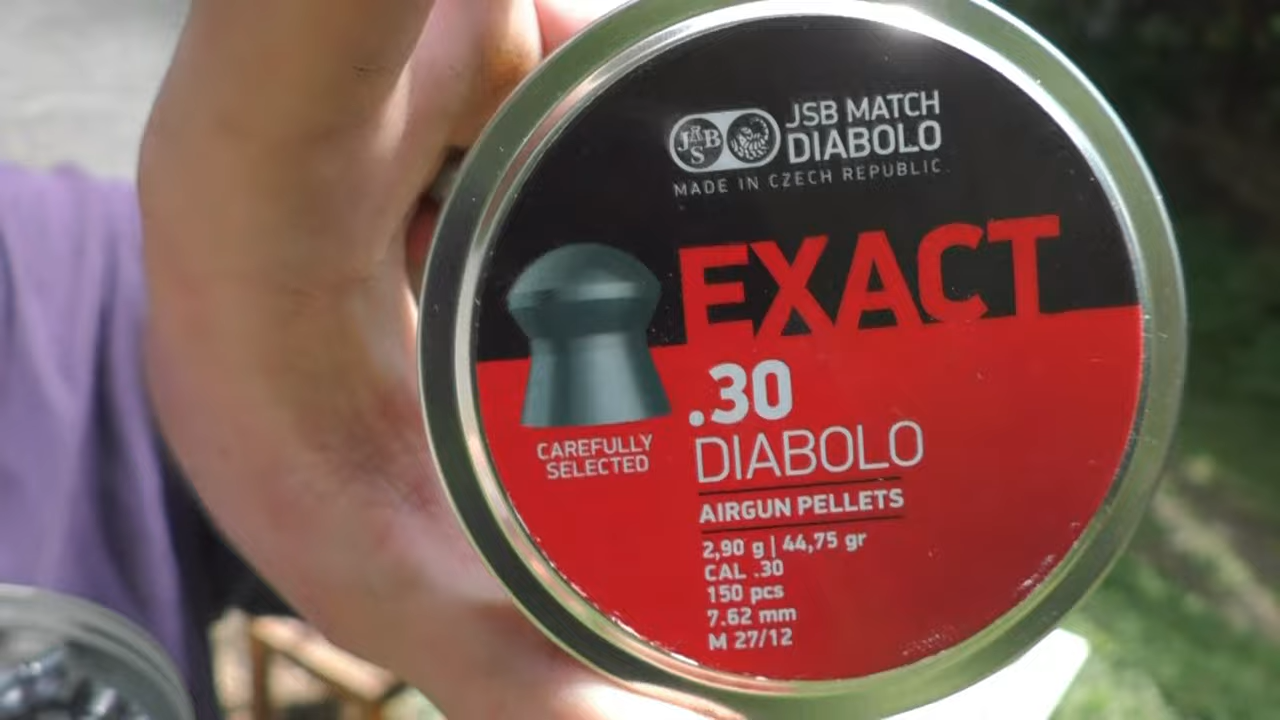 JSB
JSB MATCH
DIABOLO
MADE IN CZECH REPUBLIC
EXACT
.30
DIABOLO
CAREFULLY
SELECTED
AIRGUN PELLETS
2,90 g | 44,75 gr
CAL .30
150 pcs
7.62 mm
M 27/12